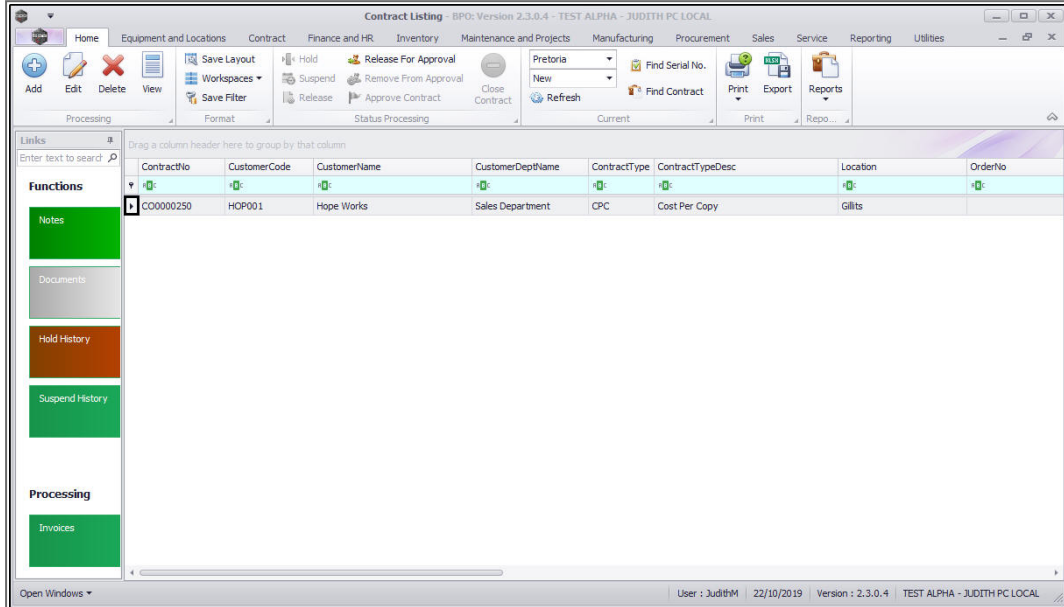 Contract Listing - BPO: Version 2.3.0.4 - TEST ALPHA - JUDITH PC LOCAL
Home Equipment and Locations Contract Finance and HR Inventory Maintenance and Projects Manufacturing Procurement Sales Service Reporting Utilities
Add Edit Delete View
Processing
Save Layout
Workspaces
Save Filter
Format
Hold Release For Approval
Suspend Remove From Approval
Release Approve Contract
Close Contract
Status Processing
Pretoria
New
Refresh
Find Serial No.
Find Contract
Current
Print Export
Print
Reports
Repo...
Links
Enter text to search
Drag a column header here to group by that column
ContractNo CustomerCode CustomerName CustomerDeptName ContractType ContractTypeDesc Location OrderNo
CO0000250 HOP001 Hope Works Sales Department CPC Cost Per Copy Gillits
Functions
Notes
Documents
Hold History
Suspend History
Processing
Invoices
Open Windows
User : JudithM 22/10/2019 Version : 2.3.0.4 TEST ALPHA - JUDITH PC LOCAL